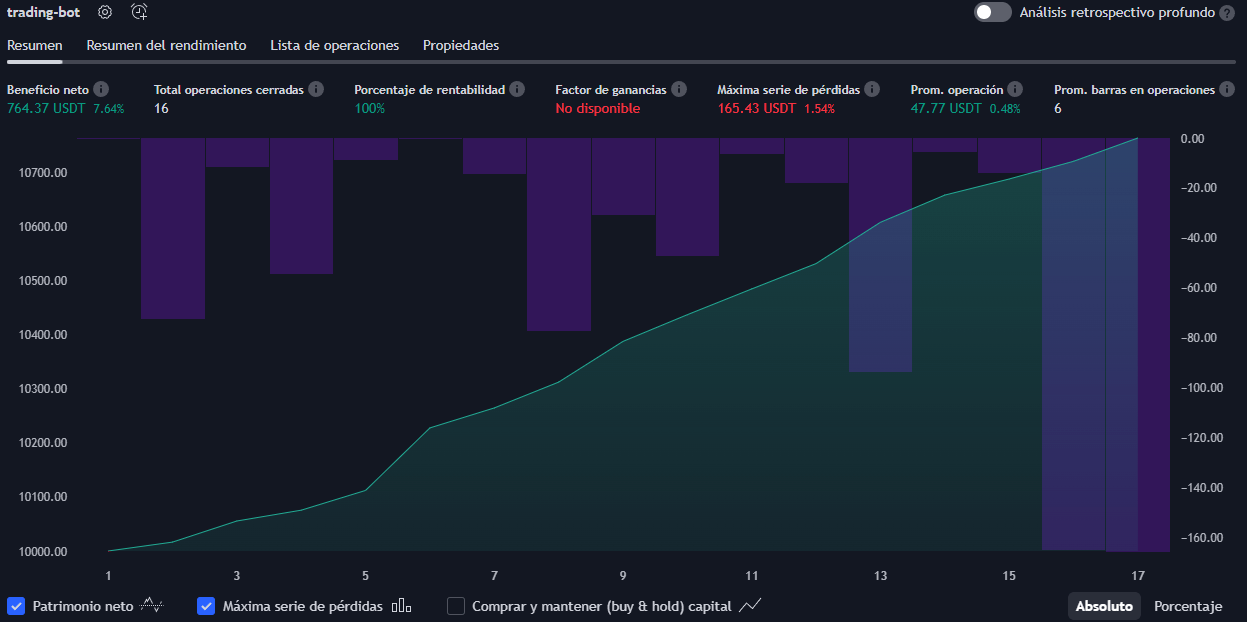 trading-bot
Análisis retrospectivo profundo ?
Resumen Resumen del rendimiento Lista de operaciones Propiedades
Beneficio neto Total operaciones cerradas Porcentaje de rentabilidad Factor de ganancias Máxima serie de pérdidas Prom. operación Prom. barras en operaciones
764.37 USDT 7.64% 16 100% No disponible 165.43 USDT 1.54% 47.77 USDT 0.48% 6
0.00
10700.00
−20.00
10600.00
−40.00
10500.00
−60.00
10400.00
−80.00
10300.00
−100.00
10200.00
−120.00
10100.00
−140.00
10000.00
−160.00
1 3 5 7 9 11 13 15 17
Patrimonio neto Máxima serie de pérdidas Comprar y mantener (buy & hold) capital Absoluto Porcentaje